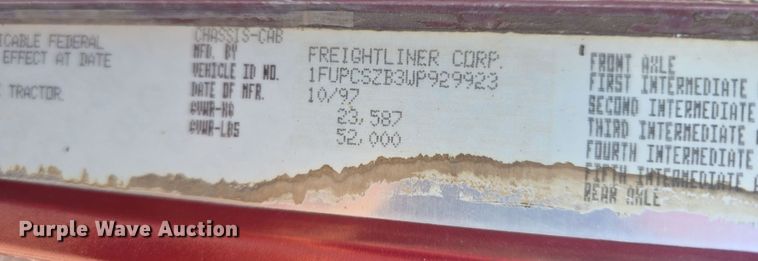 ICABLE FEDERAL
EFFECT AT DATE
TRACTOR
CHASSIS-CAB
MFD. BY
VEHICLE ID NO.
DATE OF MFR.
GVWR-KG
GVWR-LBS
FREIGHTLINER CORP.
1FUPCSZB3WP929923
10/97
23,587
52,000
FRONT AXLE
FIRST INTERMEDIATE
SECOND INTERMEDIATE
THIRD INTERMEDIATE
FOURTH INTERMEDIATE
FIFTH INTERMEDIATE
REAR AXLE
Purple Wave Auction®